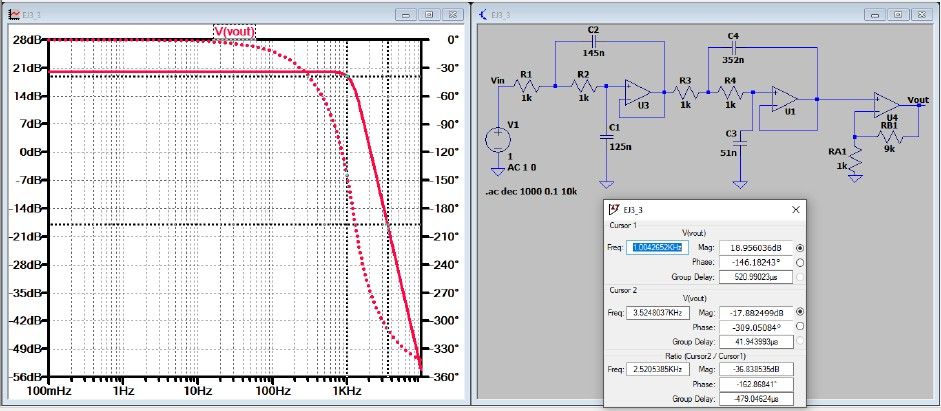 EJ3_3
V(vout)
28dB
21dB
14dB
7dB
0dB
-7dB
-14dB
-21dB
-28dB
-35dB
-42dB
-49dB
-56dB
0°
-30°
-60°
-90°
-120°
-150°
-180°
-210°
-240°
-270°
-300°
-330°
-360°
100mHz 1Hz 10Hz 100Hz 1KHz 10KHz
EJ3_3
C2
145n
C4
352n
Vin
R1
1k
R2
1k
U3
R3
1k
R4
1k
U1
Vout
U4
RB1
9k
RA1
1k
V1
1
AC 1 0
C1
125n
C3
51n
.ac dec 1000 0.1 10k
EJ3_3
Cursor 1
V(vout)
Freq: 1.0042652KHz Mag: 18.956036dB
Phase: -146.18243°
Group Delay: 520.99023µs
Cursor 2
V(vout)
Freq: 3.5248037KHz Mag: -17.882499dB
Phase: -309.05084°
Group Delay: 41.943993µs
Ratio (Cursor2 / Cursor1)
Freq: 2.5205385KHz Mag: -36.838535dB
Phase: -162.86841°
Group Delay: -479.04624µs